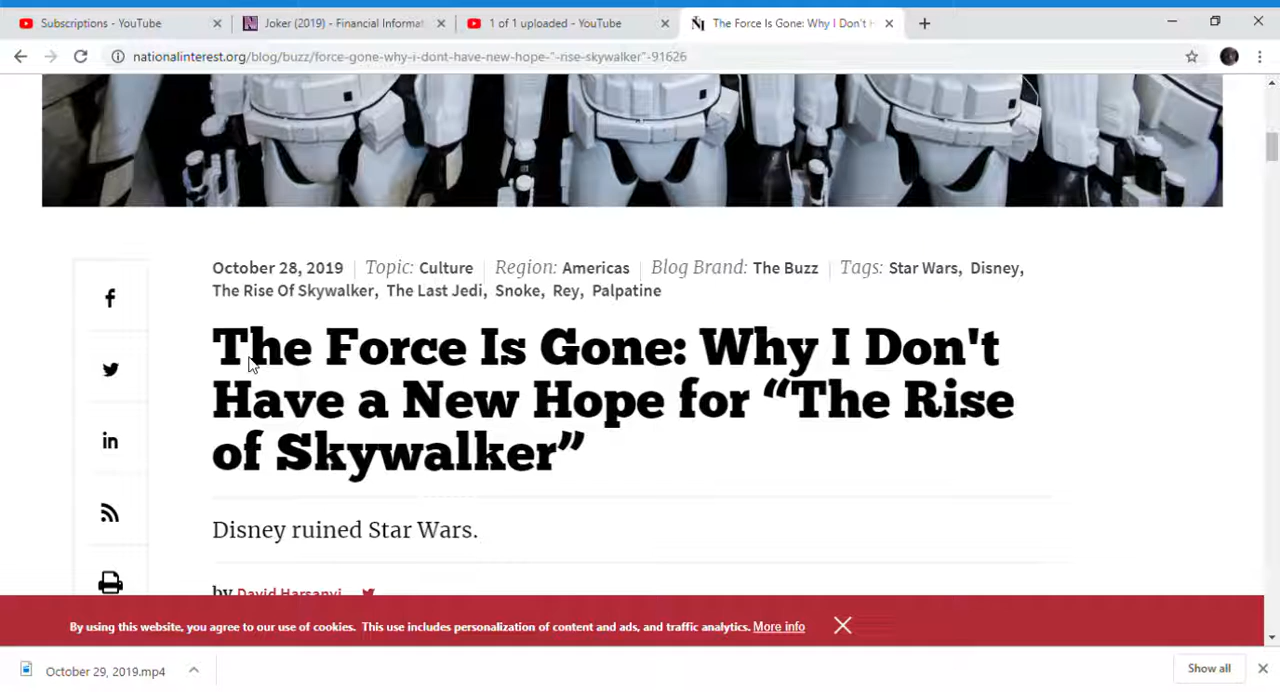 Subscriptions - YouTube
Joker (2019) - Financial Informat
1 of 1 uploaded - YouTube
The Force Is Gone: Why I Don't H
nationalinterest.org/blog/buzz/force-gone-why-i-dont-have-new-hope-"-rise-skywalker"-91626
October 28, 2019 Topic: Culture Region: Americas Blog Brand: The Buzz Tags: Star Wars, Disney,
The Rise Of Skywalker, The Last Jedi, Snoke, Rey, Palpatine
The Force Is Gone: Why I Don't
Have a New Hope for “The Rise
of Skywalker”
Disney ruined Star Wars.
by David Harsanyi
By using this website, you agree to our use of cookies. This use includes personalization of content and ads, and traffic analytics. More info
October 29, 2019.mp4
Show all